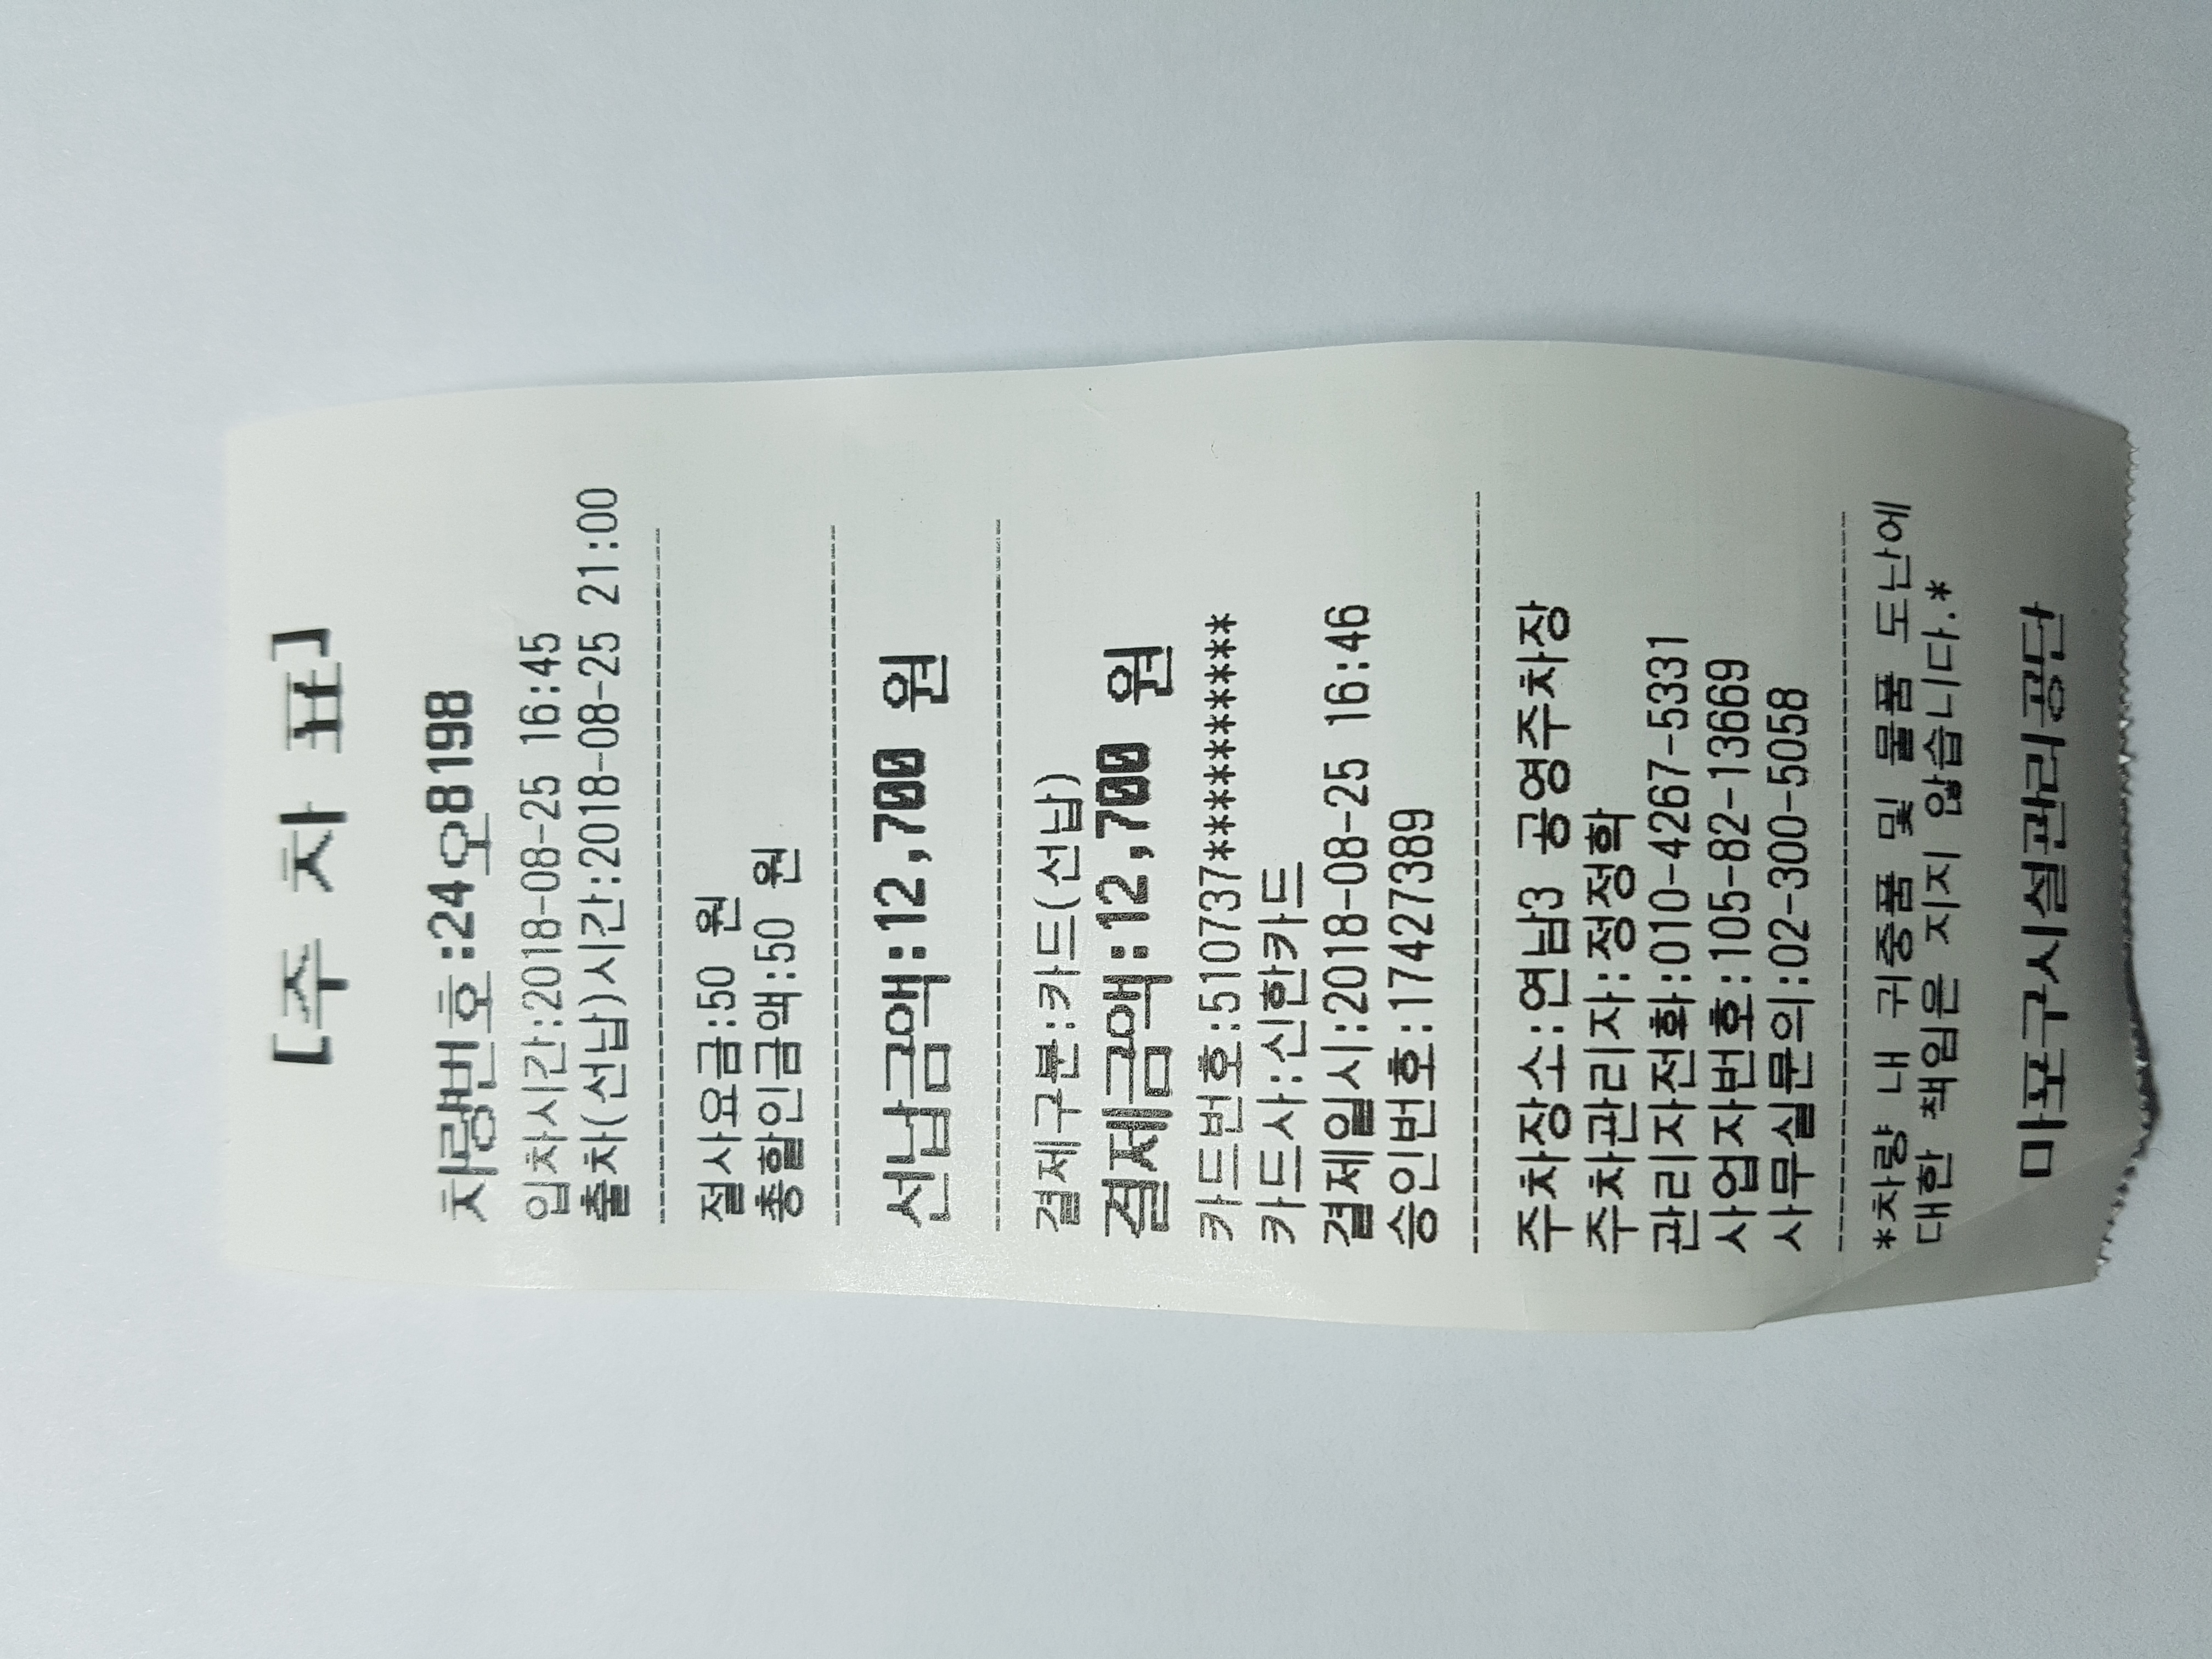 [주 차 표]
차량번호:24오8198
입차시간:2018-08-25 16:45
출차(선납)시간:2018-08-25 21:00
절사요금:50 원
총할인금액:50 원
선납금액:12,700 원
결제구분:카드(선납)
결제금액:12,700 원
카드번호:510737**********
카드사:신한카드
결제일시:2018-08-25 16:46
승인번호:17427389
주차장소:연남3 공영주차장
주차관리자:정정확
관리자전화:010-4267-5331
사업자번호:105-82-13669
사무실문의:02-300-5058
*차량 내 귀중품 및 물품 도난에
대한 책임은 지지 않습니다.*
마포구시설관리공단